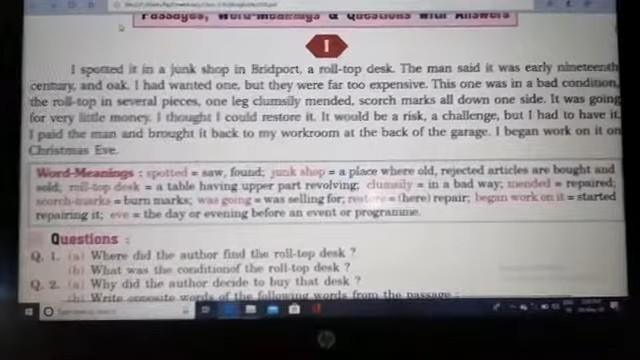 Passages, Word-Meanings & Questions with Answers
I
I spotted it in a junk shop in Bridport, a roll-top desk. The man said it was early nineteenth
century, and oak. I had wanted one, but they were far too expensive. This one was in a bad condition,
the roll-top in several pieces, one leg clumsily mended, scorch marks all down one side. It was going
for very little money. I thought I could restore it. It would be a risk, a challenge, but I had to have it.
I paid the man and brought it back to my workroom at the back of the garage. I began work on it on
Christmas Eve.
Word-Meanings : spotted = saw, found; junk shop = a place where old, rejected articles are bought and
sold; roll-top desk = a table having upper part revolving; clumsily = in a bad way; mended = repaired;
scorch-marks = burn marks; was going = was selling for; restore = (here) repair; began work on it = started
repairing it; eve = the day or evening before an event or programme.
Questions :
Q. 1. (a) Where did the author find the roll-top desk ?
(b) What was the conditionof the roll-top desk ?
Q. 2. (a) Why did the author decide to buy that desk ?
(b) Write opposite words of the following words from the passage :
hp